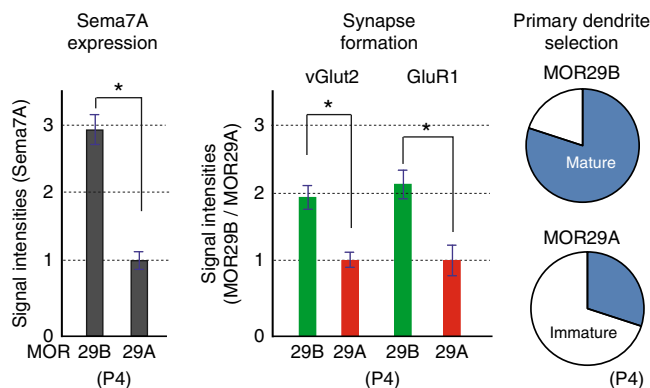 Sema7A
expression
Signal intensities (Sema7A)
3
2
1
0
*
MOR 29B 29A
(P4)
Synapse
formation
vGlut2 GluR1
Signal intensities
(MOR29B / MOR29A)
3
2
1
0
*
*
29B 29A 29B 29A
(P4)
Primary dendrite
selection
MOR29B
Mature
MOR29A
Immature
(P4)